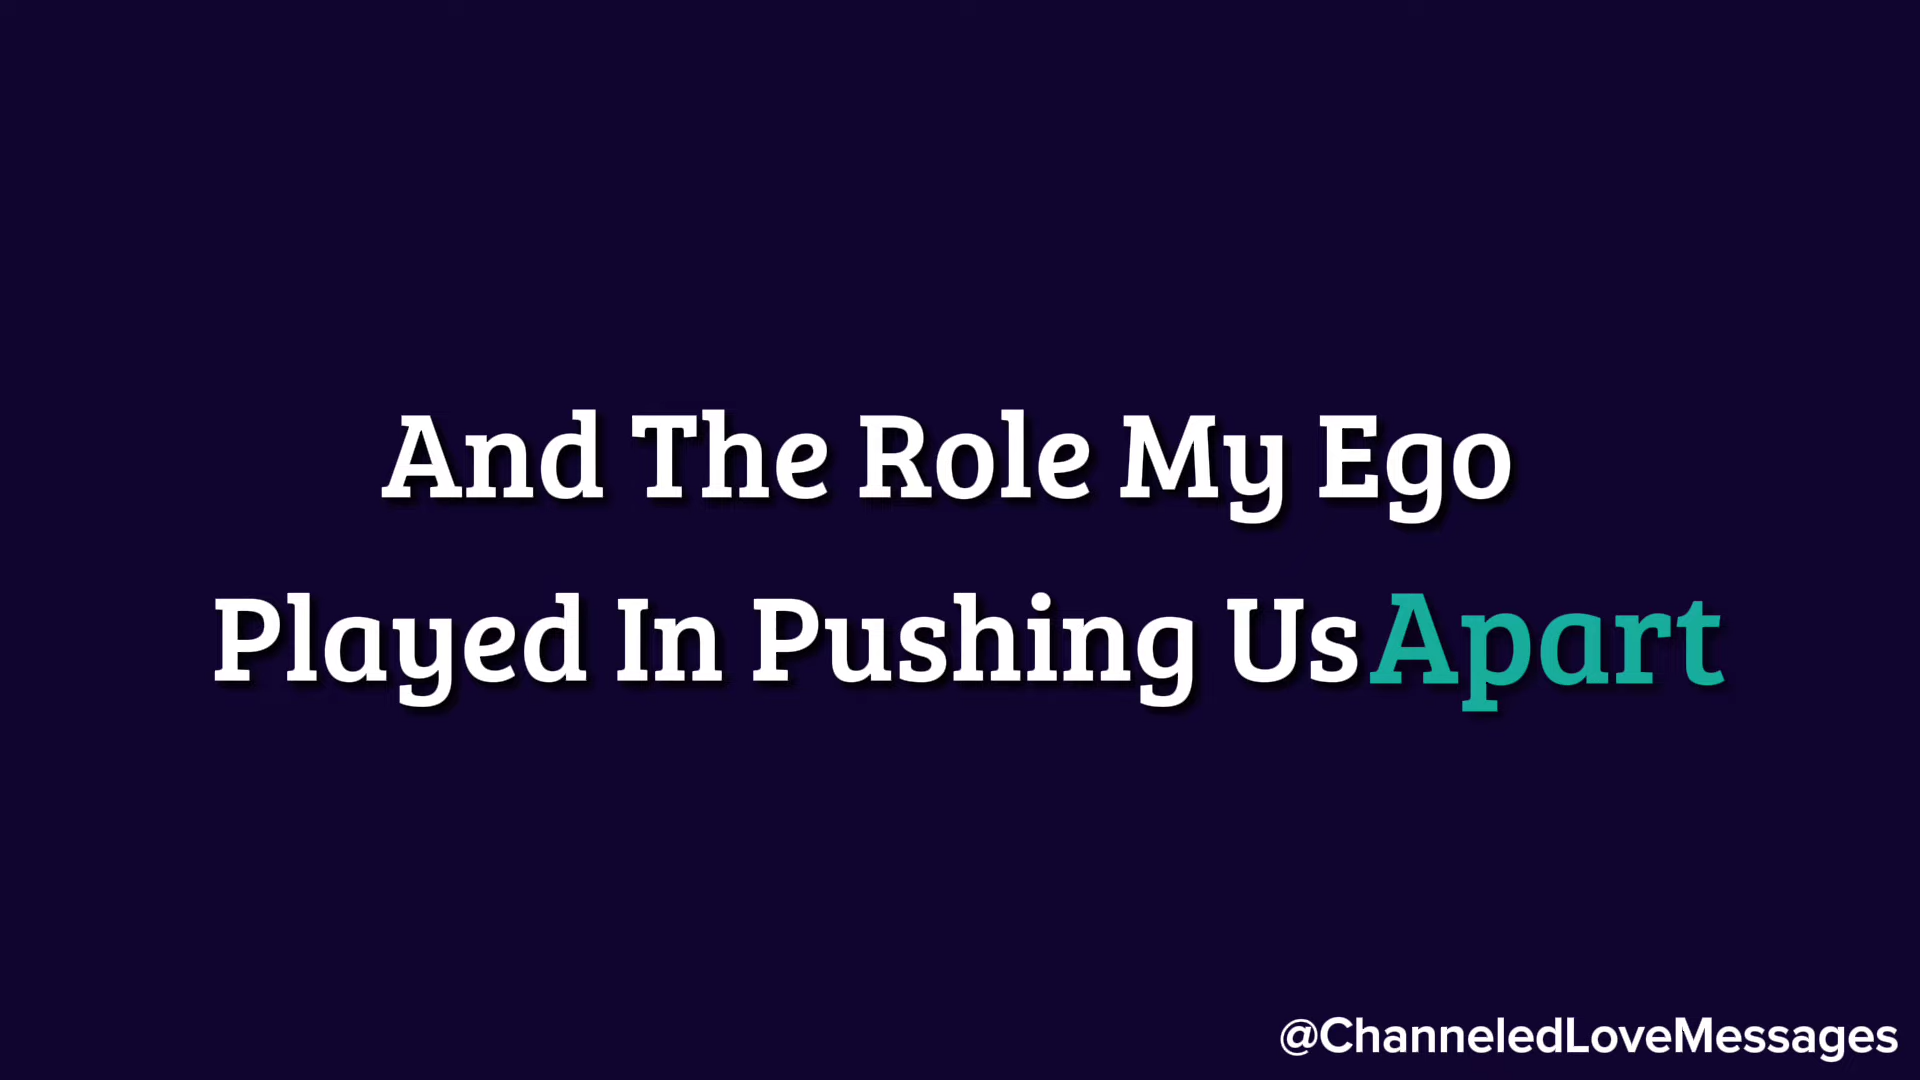 And The Role My Ego
Played In Pushing Us Apart
@ChanneledLoveMessages